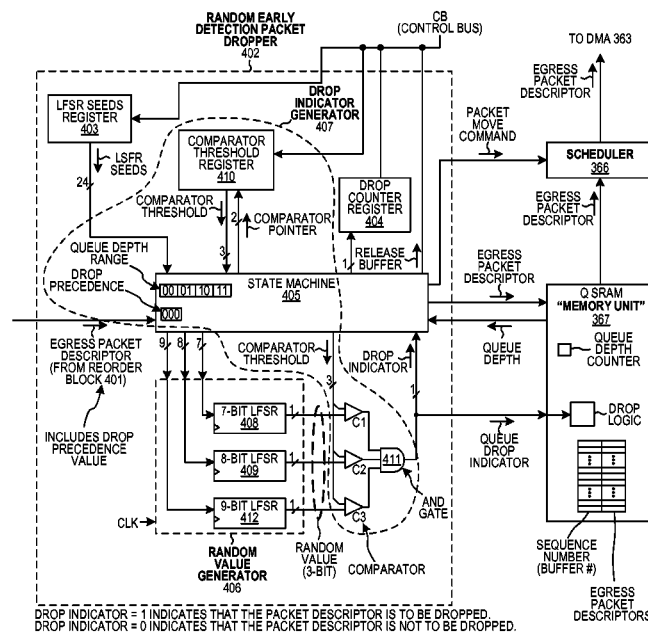 RANDOM EARLY
DETECTION PACKET
DROPPER
402
CB
(CONTROL BUS)
TO DMA 363
EGRESS
PACKET
DESCRIPTOR
LFSR SEEDS
REGISTER
403
DROP
INDICATOR
GENERATOR
407
COMPARATOR
THRESHOLD
REGISTER
410
PACKET
MOVE
COMMAND
SCHEDULER
366
LSFR
SEEDS
24
COMPARATOR
THRESHOLD
3
2
COMPARATOR
POINTER
DROP
COUNTER
REGISTER
404
1
RELEASE
BUFFER
EGRESS
PACKET
DESCRIPTOR
QUEUE DEPTH
RANGE
00 01 10 11
DROP
PRECEDENCE
000
STATE MACHINE
405
EGRESS
PACKET
DESCRIPTOR
QUEUE
DEPTH
Q SRAM
"MEMORY UNIT"
367
QUEUE
DEPTH
COUNTER
EGRESS PACKET
DESCRIPTOR
(FROM REORDER
BLOCK 401)
INCLUDES DROP
PRECEDENCE
VALUE
9 8 7
COMPARATOR
THRESHOLD
3
DROP
INDICATOR
1
7-BIT LFSR
408
1
C1
8-BIT LFSR
409
1
C2
9-BIT LFSR
412
1
C3
411
QUEUE DROP
INDICATOR
DROP
LOGIC
AND
GATE
CLK
RANDOM
VALUE
GENERATOR
406
RANDOM
VALUE
(3-BIT)
COMPARATOR
SEQUENCE
NUMBER
(BUFFER #)
EGRESS
PACKET
DESCRIPTORS
DROP INDICATOR = 1 INDICATES THAT THE PACKET DESCRIPTOR IS TO BE DROPPED.
DROP INDICATOR = 0 INDICATES THAT THE PACKET DESCRIPTOR IS NOT TO BE DROPPED.